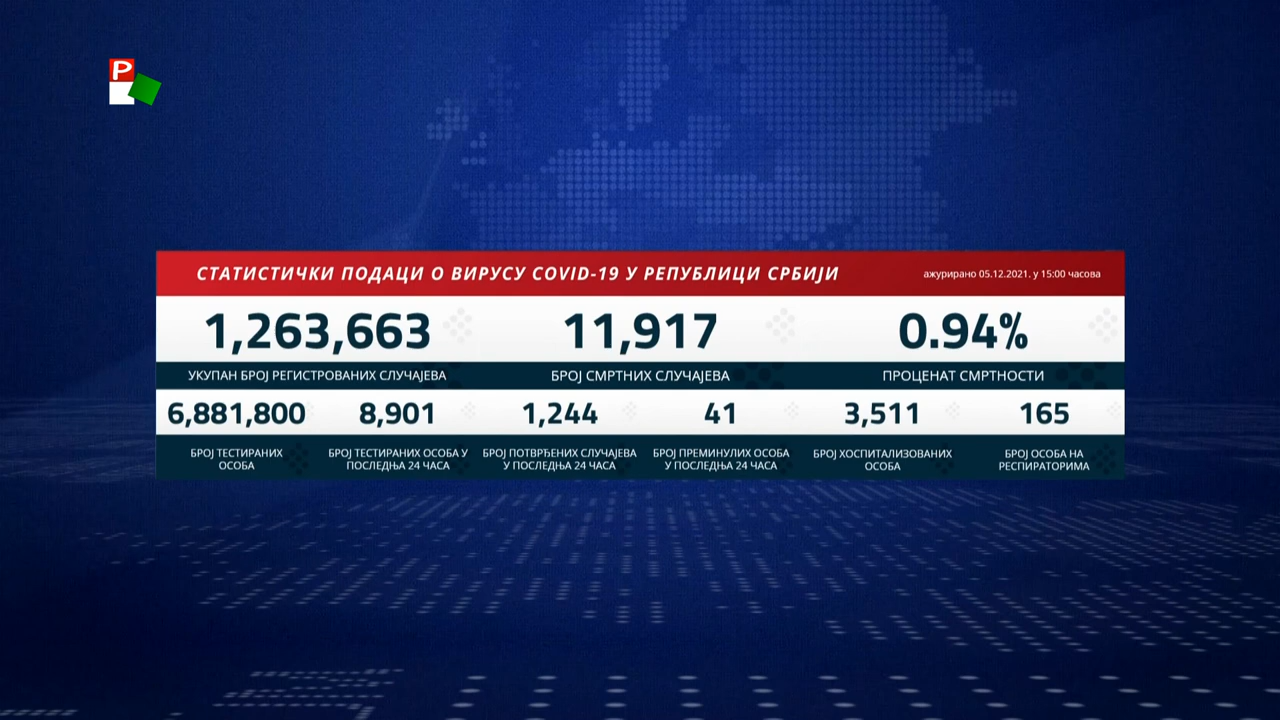 P
СТАТИСТИЧКИ ПОДАЦИ О ВИРУСУ COVID-19 У РЕПУБЛИЦИ СРБИЈИ
ажурирано 05.12.2021. у 15:00 часова
1,263,663
11,917
0.94%
УКУПАН БРОЈ РЕГИСТРОВАНИХ СЛУЧАЈЕВА
БРОЈ СМРТНИХ СЛУЧАЈЕВА
ПРОЦЕНАТ СМРТНОСТИ
6,881,800
8,901
1,244
41
3,511
165
БРОЈ ТЕСТИРАНИХ
ОСОБА
БРОЈ ТЕСТИРАНИХ ОСОБА У
ПОСЛЕДЊА 24 ЧАСА
БРОЈ ПОТВРЂЕНИХ СЛУЧАЈЕВА
У ПОСЛЕДЊА 24 ЧАСА
БРОЈ ПРЕМИНУЛИХ ОСОБА
У ПОСЛЕДЊА 24 ЧАСА
БРОЈ ХОСПИТАЛИЗОВАНИХ
ОСОБА
БРОЈ ОСОБА НА
РЕСПИРАТОРИМА